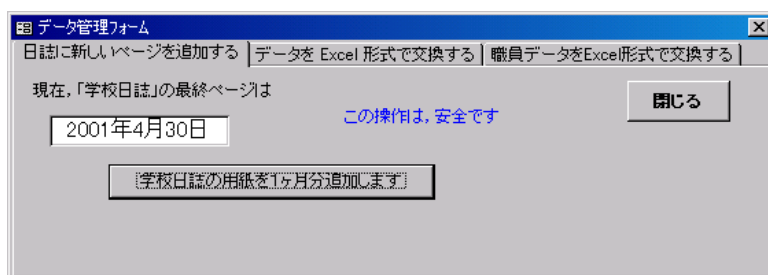 データ管理フォーム
日誌に新しいページを追加する データを Excel 形式で交換する 職員データをExcel形式で交換する
現在,「学校日誌」の最終ページは
この操作は,安全です
閉じる
2001年4月30日
学校日誌の用紙を1ヶ月分追加します